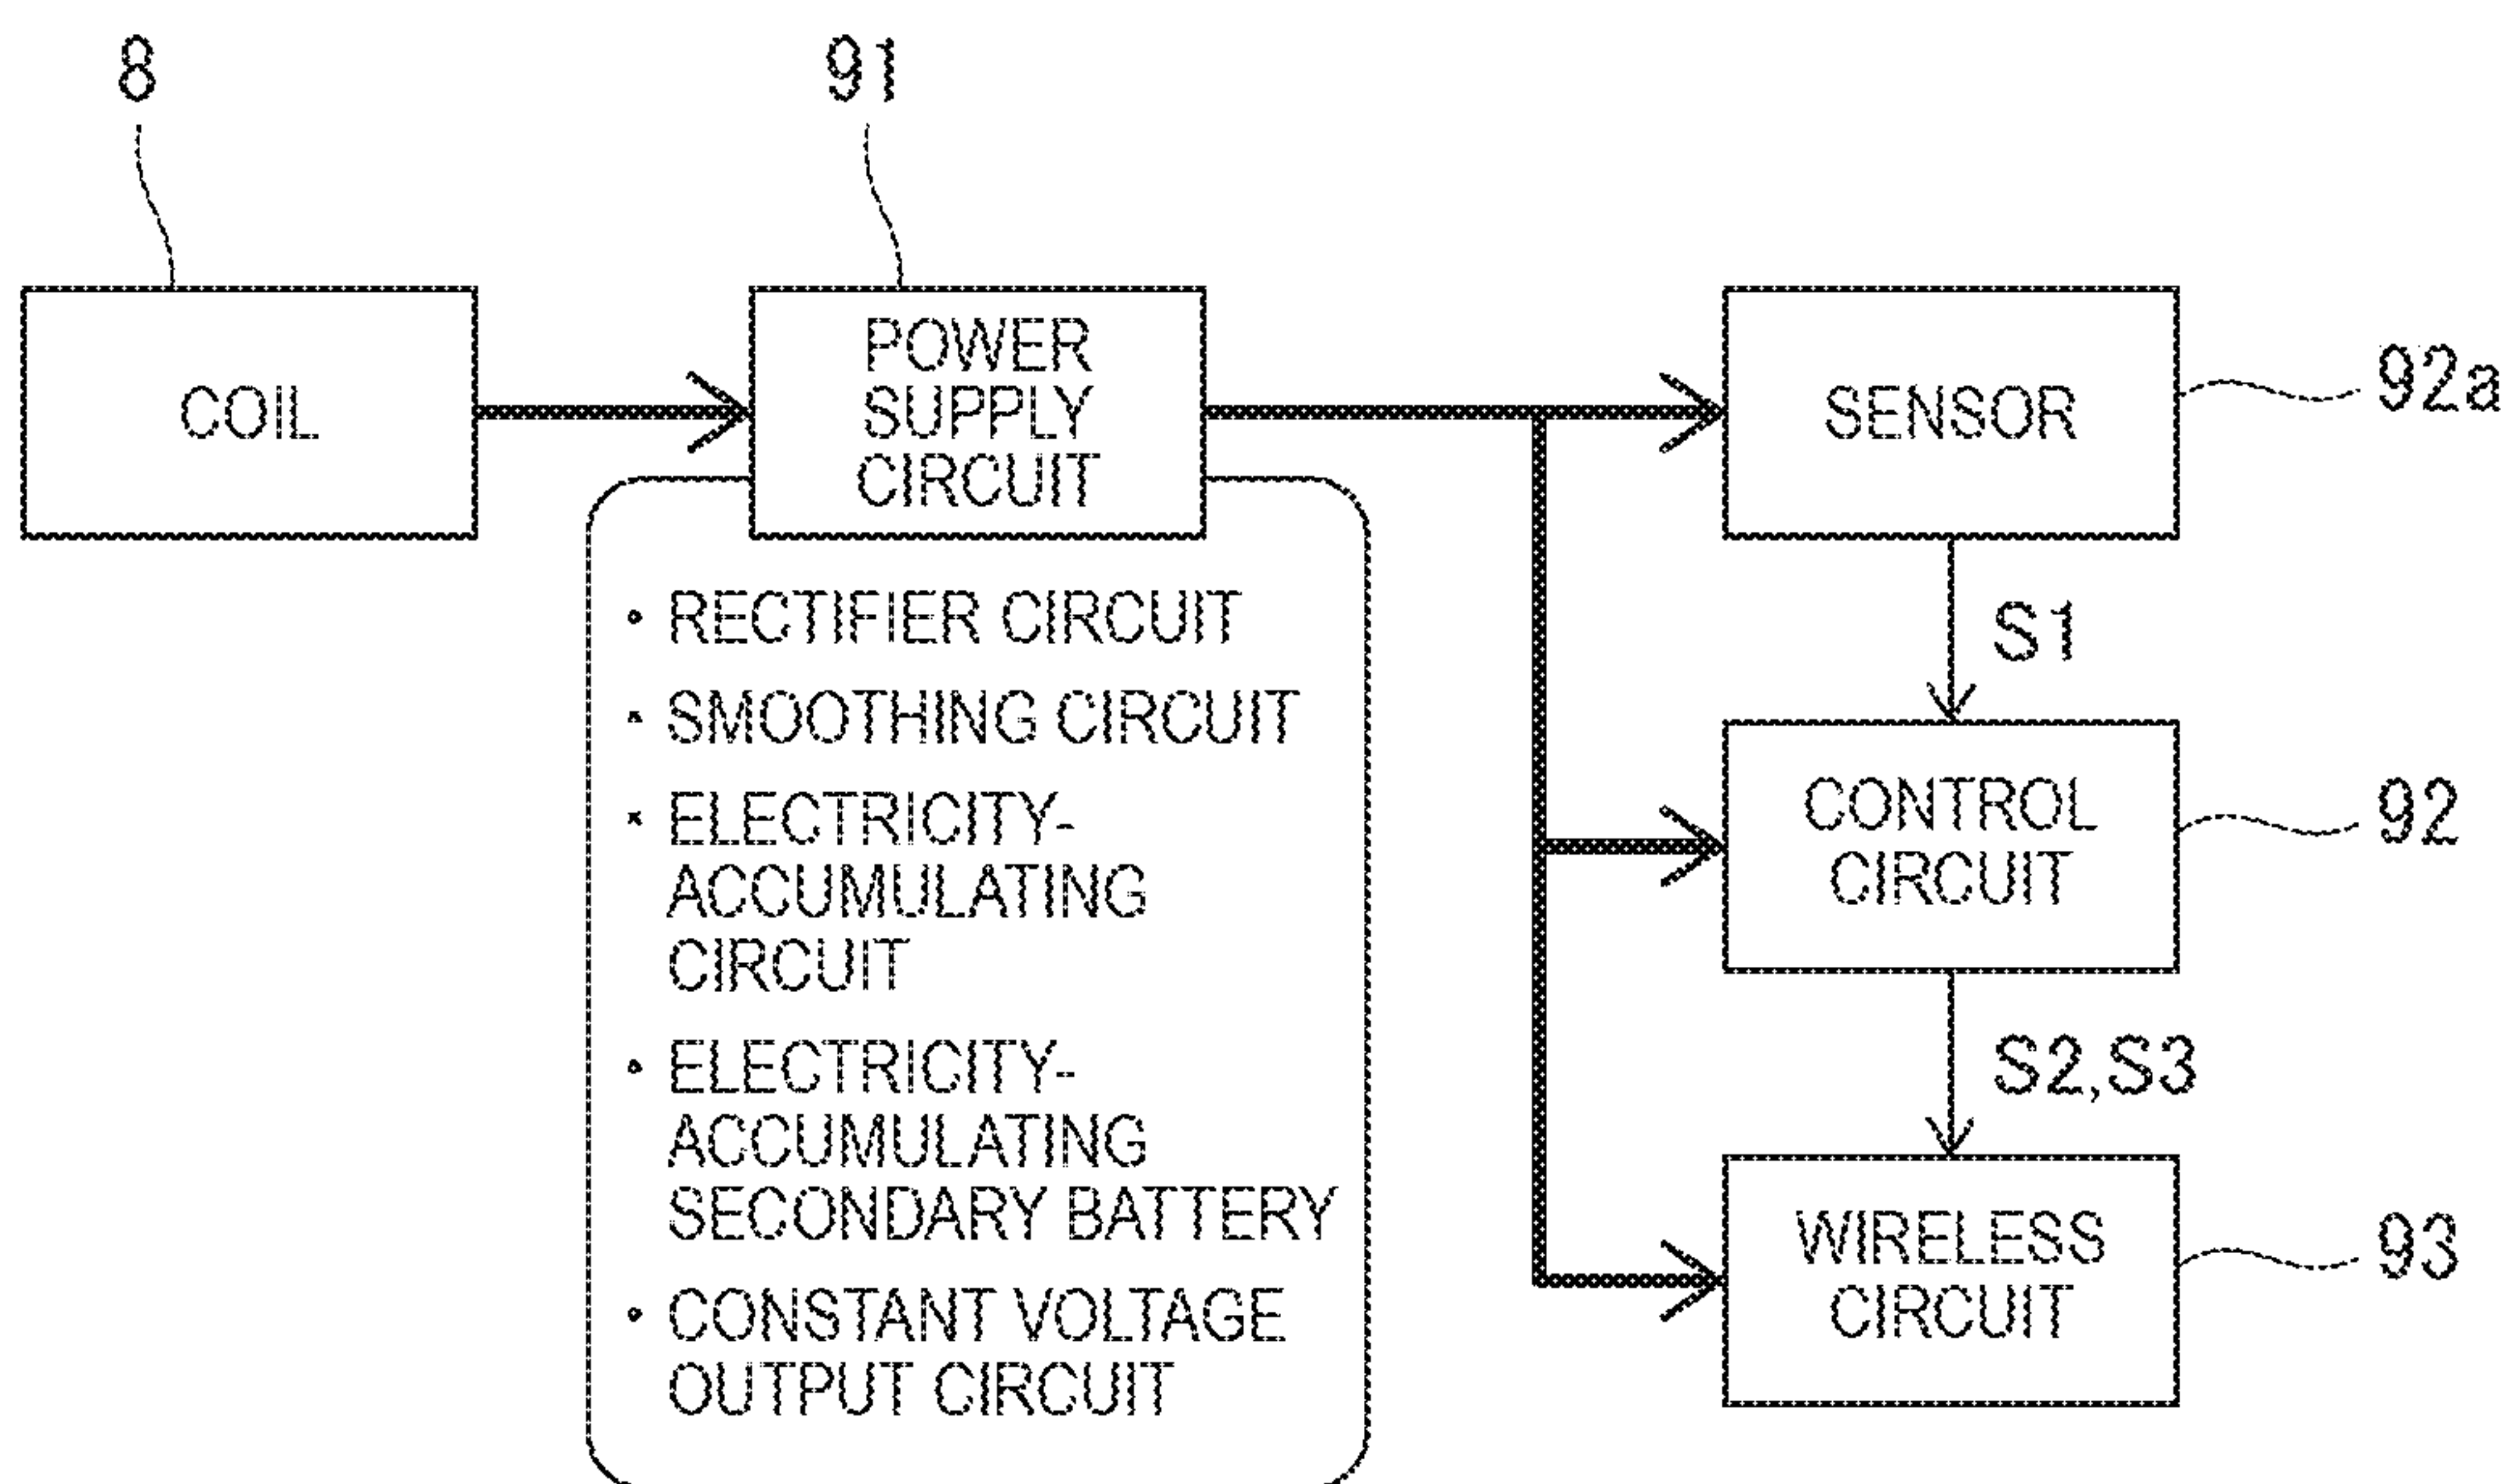 8
91
COIL
POWER
SUPPLY
CIRCUIT
SENSOR
92a
• RECTIFIER CIRCUIT
• SMOOTHING CIRCUIT
• ELECTRICITY-
ACCUMULATING
CIRCUIT
• ELECTRICITY-
ACCUMULATING
SECONDARY BATTERY
• CONSTANT VOLTAGE
OUTPUT CIRCUIT
S1
CONTROL
CIRCUIT
92
S2,S3
WIRELESS
CIRCUIT
93